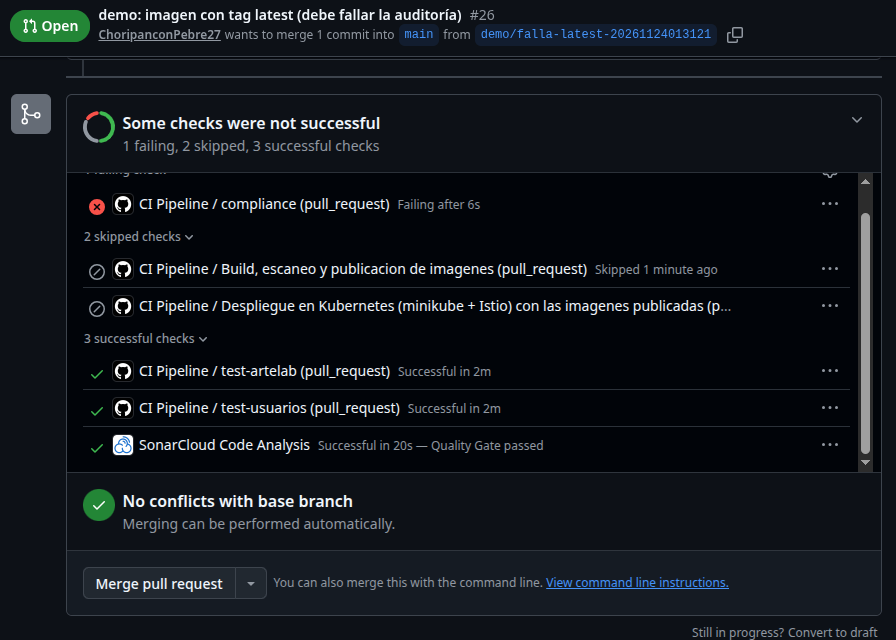 Open
demo: imagen con tag latest (debe fallar la auditoría) #26
ChoripanconPebre27 wants to merge 1 commit into main from demo/falla-latest-20261124013121
Some checks were not successful
1 failing, 2 skipped, 3 successful checks
1 failing check
CI Pipeline / compliance (pull_request) Failing after 6s
2 skipped checks
CI Pipeline / Build, escaneo y publicacion de imagenes (pull_request) Skipped 1 minute ago
CI Pipeline / Despliegue en Kubernetes (minikube + Istio) con las imagenes publicadas (p...
3 successful checks
CI Pipeline / test-artelab (pull_request) Successful in 2m
CI Pipeline / test-usuarios (pull_request) Successful in 2m
SonarCloud Code Analysis Successful in 20s — Quality Gate passed
No conflicts with base branch
Merging can be performed automatically.
Merge pull request
You can also merge this with the command line. View command line instructions.
Still in progress? Convert to draft